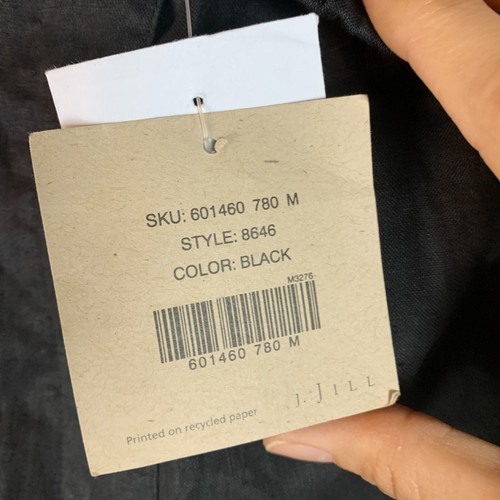 SKU: 601460 780 M
STYLE: 8646
COLOR: BLACK
M3276
601460 780 M
J. JILL
Printed on recycled paper